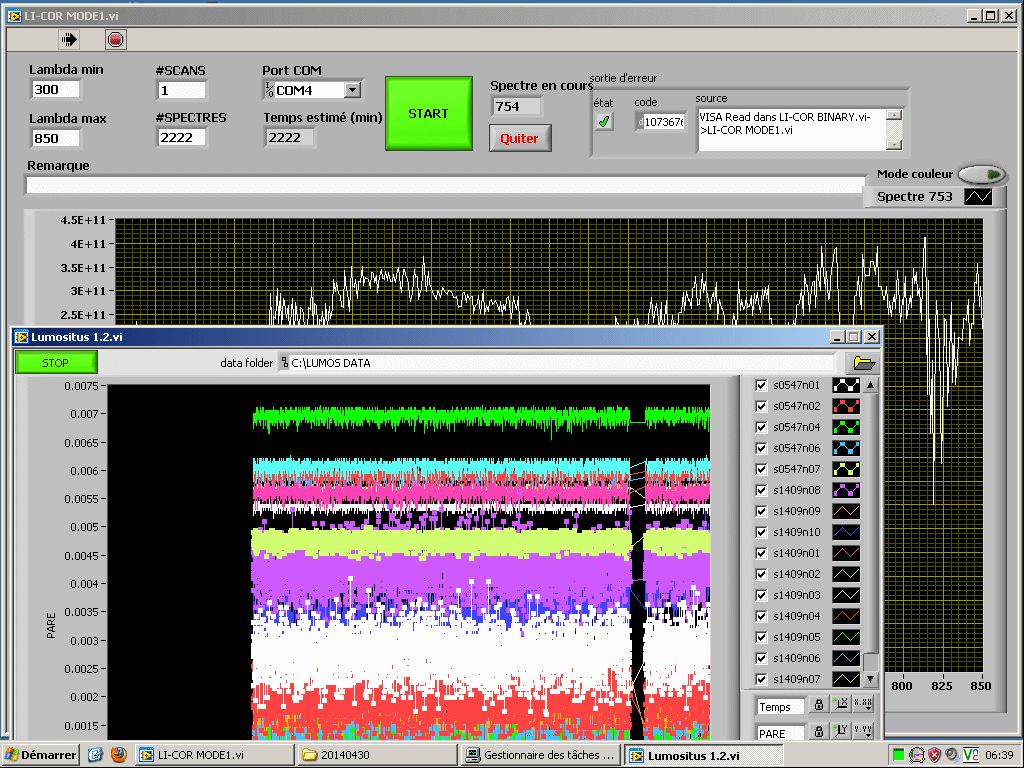 LI-COR MODE1.vi
Lambda min
300
#SCANS
1
Port COM
COM4
START
Spectre en cours
754
Quiter
sortie d'erreur
état
code
source
1073676
VISA Read dans LI-COR BINARY.vi-
>LI-COR MODE1.vi
Lambda max
850
#SPECTRES
2222
Temps estimé (min)
2222
Remarque
Mode couleur
Spectre 753
4.5E+11
4E+11
3.5E+11
3E+11
2.5E+11
800 825 850
Lumositus 1.2.vi
STOP
data folder
C:\LUMOS DATA
0.0075
0.007
0.0065
0.006
0.0055
0.005
0.0045
0.004
0.0035
0.003
0.0025
0.002
0.0015
PARE
s0547n01
s0547n02
s0547n04
s0547n06
s0547n07
s1409n08
s1409n09
s1409n10
s1409n01
s1409n02
s1409n03
s1409n04
s1409n05
s1409n06
s1409n07
Temps
PARE
Démarrer
LI-COR MODE1.vi
20140430
Gestionnaire des tâches ...
Lumositus 1.2.vi
06:39